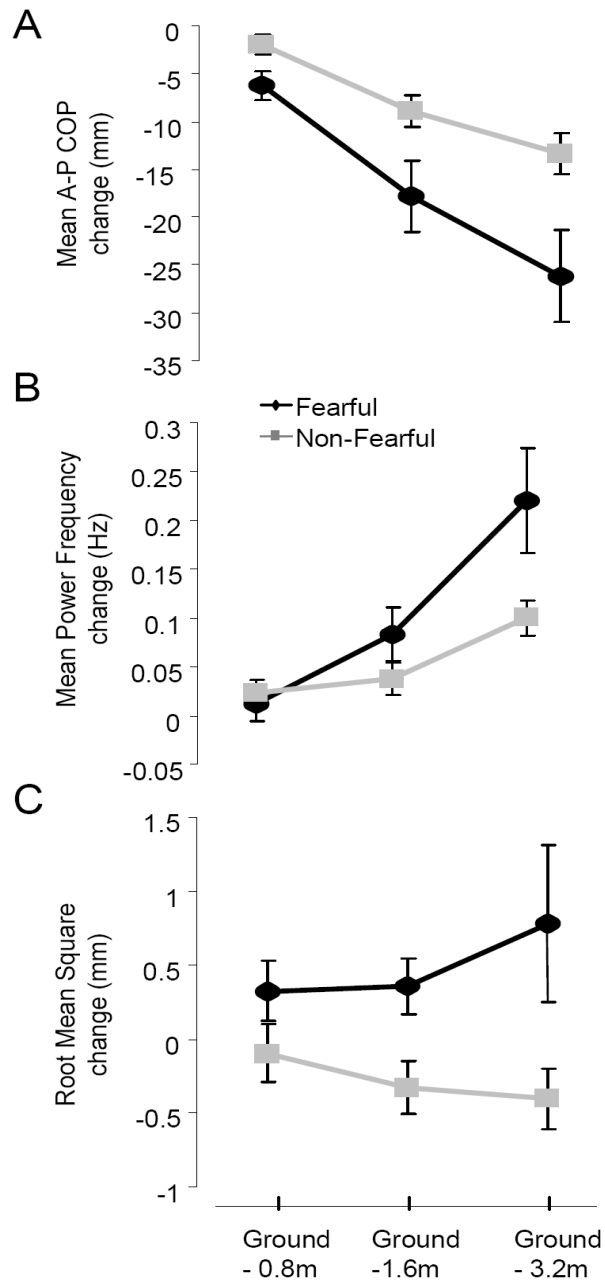 A
0
-5
-10
-15
-20
-25
-30
-35
Mean A-P COP
change (mm)
B
Fearful
Non-Fearful
0.3
0.25
0.2
0.15
0.1
0.05
0
-0.05
Mean Power Frequency
change (Hz)
C
1.5
1
0.5
0
-0.5
-1
Root Mean Square
change (mm)
Ground
- 0.8m
Ground
-1.6m
Ground
- 3.2m